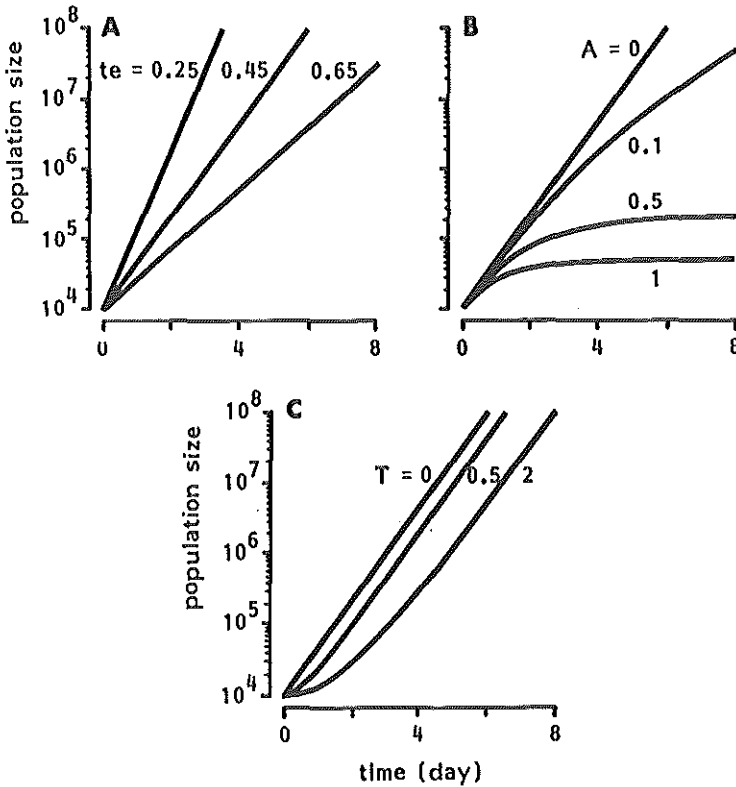 A
B
population size
10^8
10^7
10^6
10^5
10^4
te = 0.25 0.45 0.65
0 4 8
A = 0
0.1
0.5
1
0 4 8
C
population size
10^8
10^7
10^6
10^5
10^4
T = 0 0.5 2
0 4 8
time (day)